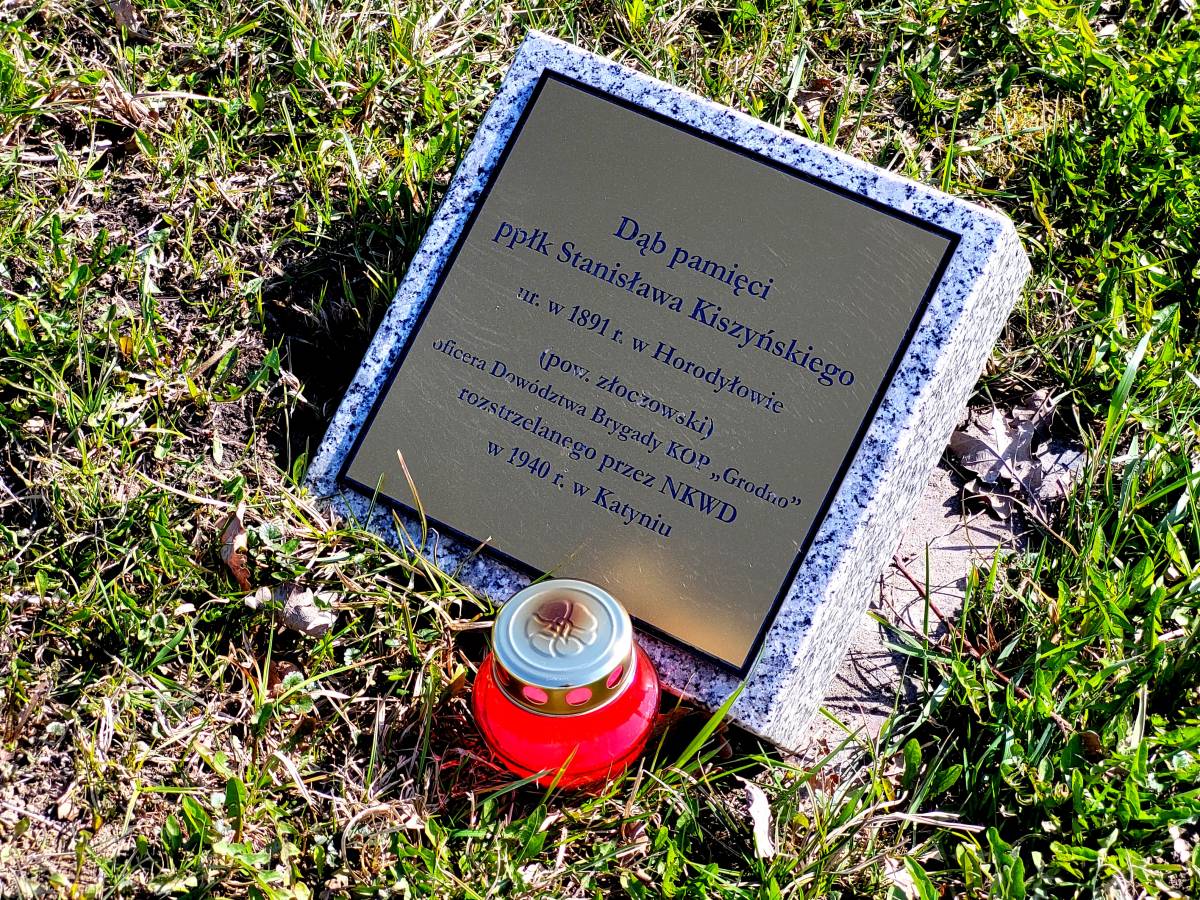 Dąb pamięci
ppłk Stanisława Kiszyńskiego
ur. w 1891 r. w Horodyłowie
(pow. złoczowski)
oficera Dowództwa Brygady KOP „Grodno”
rozstrzelanego przez NKWD
w 1940 r. w Katyniu